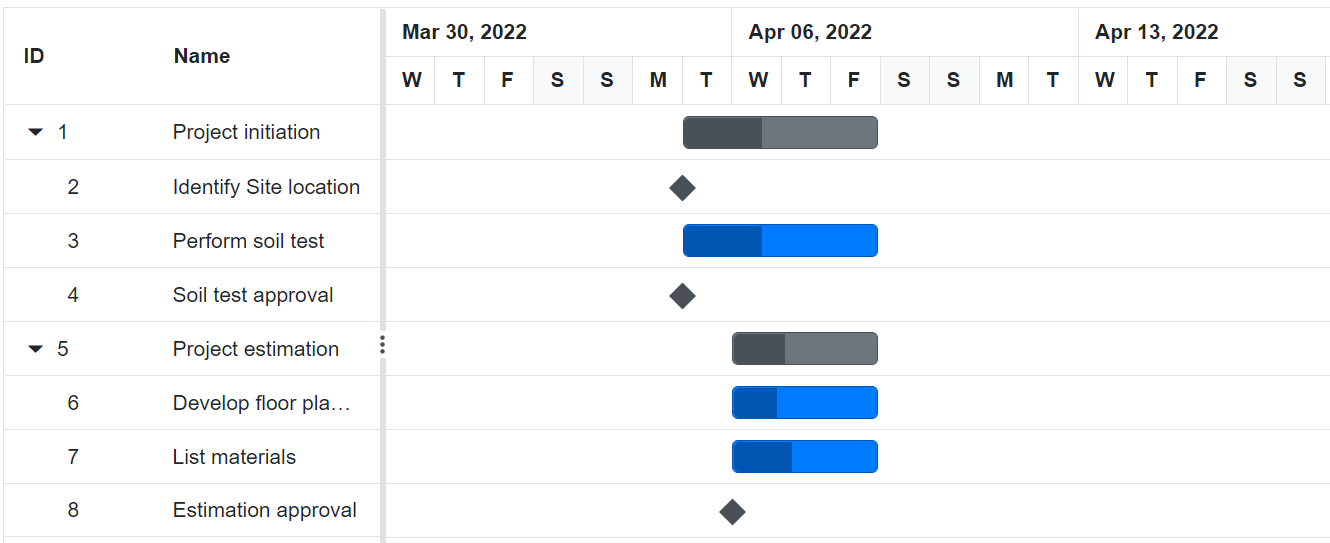 ID Name Mar 30, 2022 Apr 06, 2022 Apr 13, 2022
W T F S S M T W T F S S M T W T F S S
1 Project initiation
2 Identify Site location
3 Perform soil test
4 Soil test approval
5 Project estimation
6 Develop floor pla…
7 List materials
8 Estimation approval